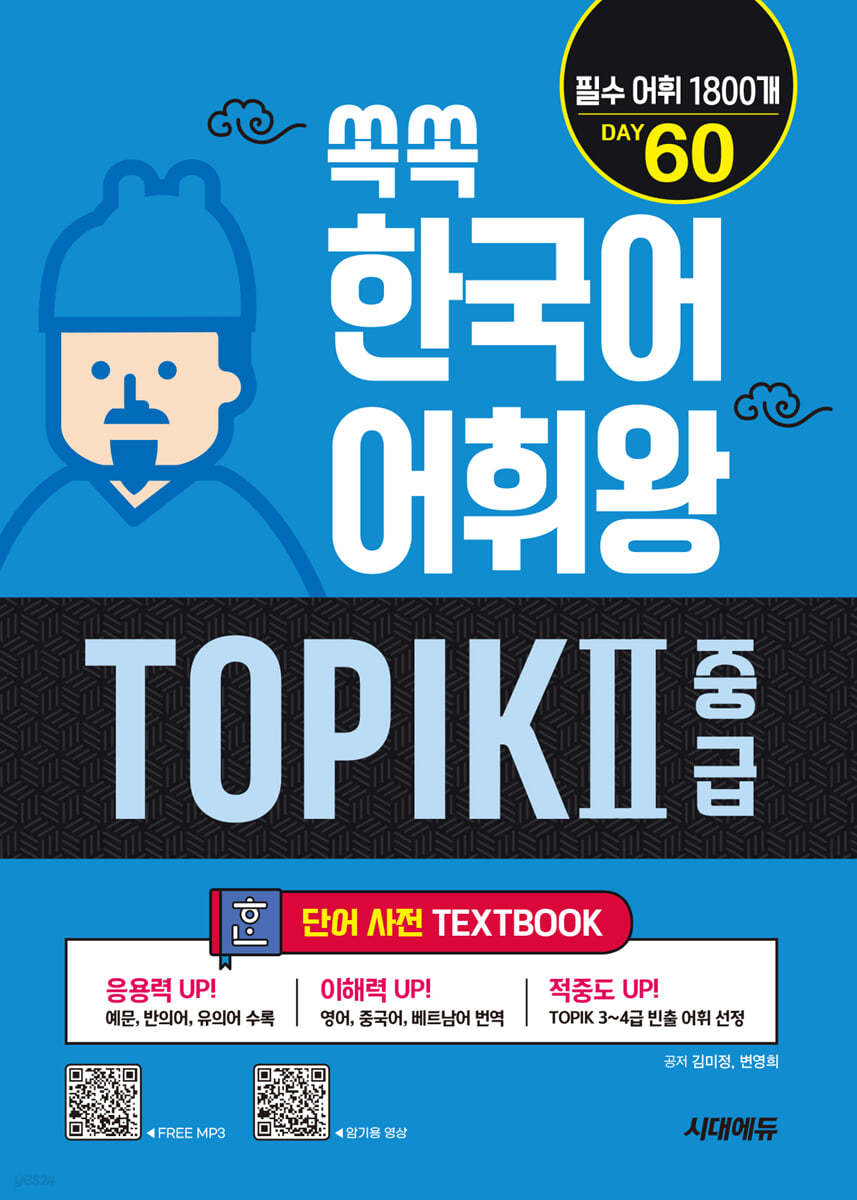 필수 어휘 1800개
DAY 60
쏙쏙
한국어
어휘왕
TOPIKⅡ 중급
한
단어 사전 TEXTBOOK
응용력 UP!
예문, 반의어, 유의어 수록
이해력 UP!
영어, 중국어, 베트남어 번역
적중도 UP!
TOPIK 3~4급 빈출 어휘 선정
공저 김미정, 변영희
◀FREE MP3
◀암기용 영상
시대에듀
yes24